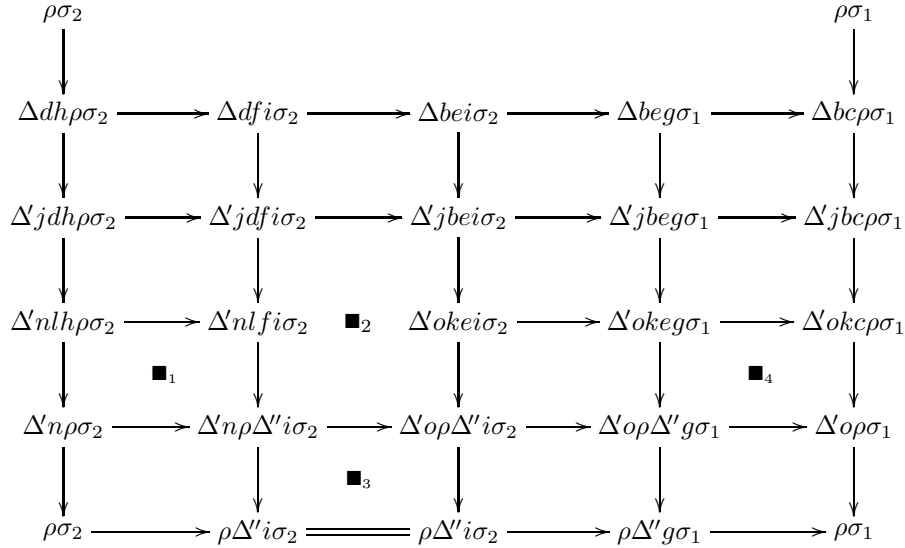 ρσ₂ ρσ₁
Δdhρσ₂ Δdfiσ₂ Δbeiσ₂ Δbegσ₁ Δbcρσ₁
Δ′jdhρσ₂ Δ′jdfiσ₂ Δ′jbeiσ₂ Δ′jbegσ₁ Δ′jbcρσ₁
Δ′nlhρσ₂ Δ′nlfiσ₂ ■₂ Δ′okeiσ₂ Δ′okegσ₁ Δ′okcρσ₁
■₁ ■₄
Δ′nρσ₂ Δ′nρΔ″iσ₂ Δ′oρΔ″iσ₂ Δ′oρΔ″gσ₁ Δ′oρσ₁
■₃
ρσ₂ ρΔ″iσ₂ ρΔ″iσ₂ ρΔ″gσ₁ ρσ₁